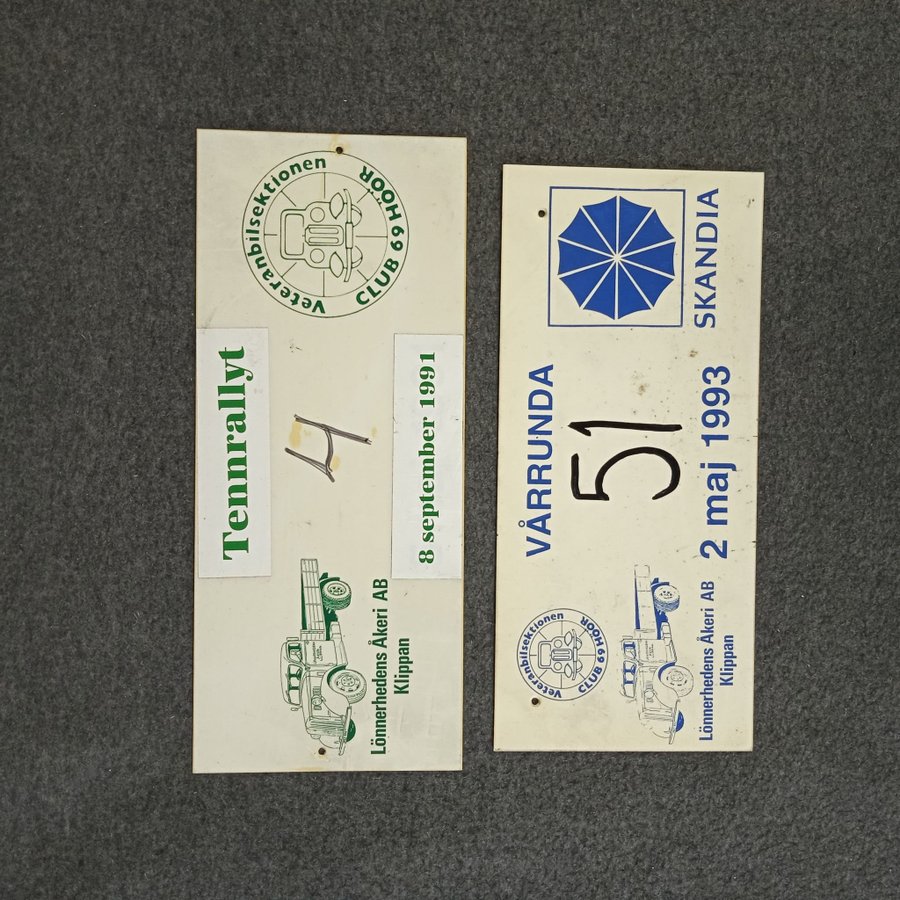 Tennrallyt
4
8 september 1991
Lönnerhedens Åkeri AB
Klippan
Veteranbilsektionen
CLUB 69 HÖÖR
VÅRRUNDA
51
2 maj 1993
Veteranbilsektionen
CLUB 69 HÖÖR
Lönnerhedens Åkeri AB
Klippan
SKANDIA